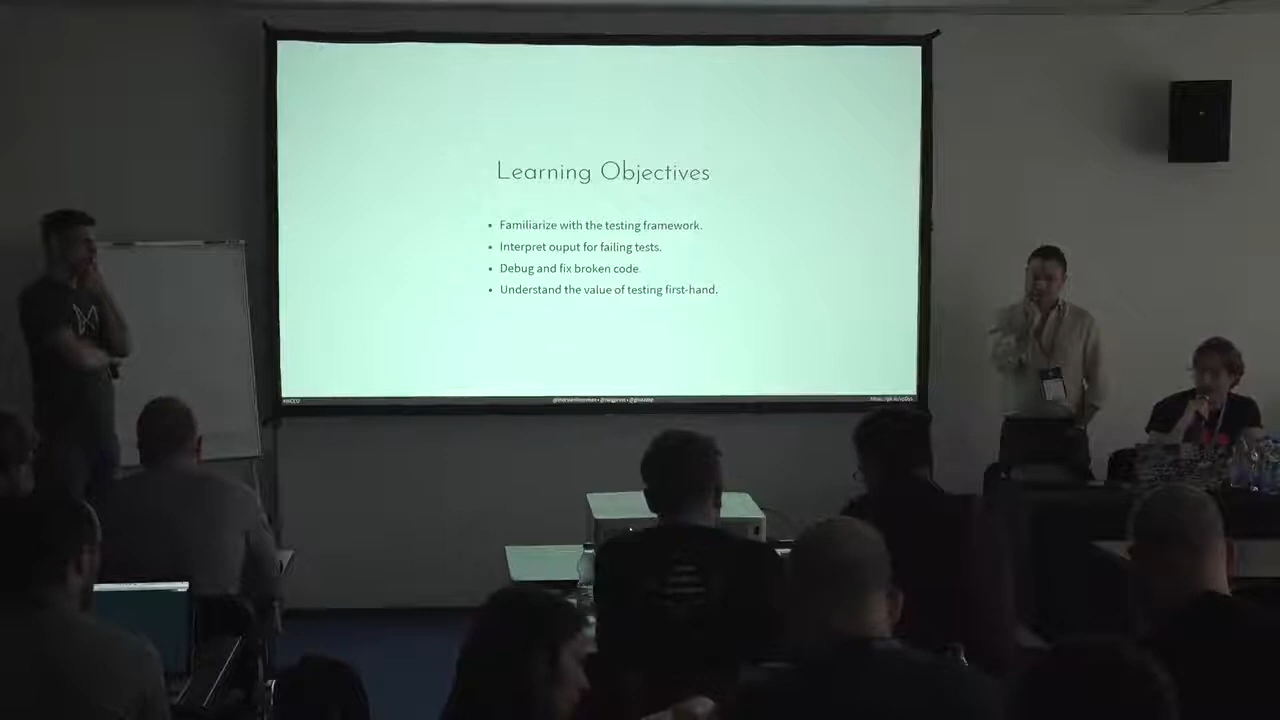 Learning Objectives
• Familiarize with the testing framework.
• Interpret ouput for failing tests.
• Debug and fix broken code.
• Understand the value of testing first-hand.